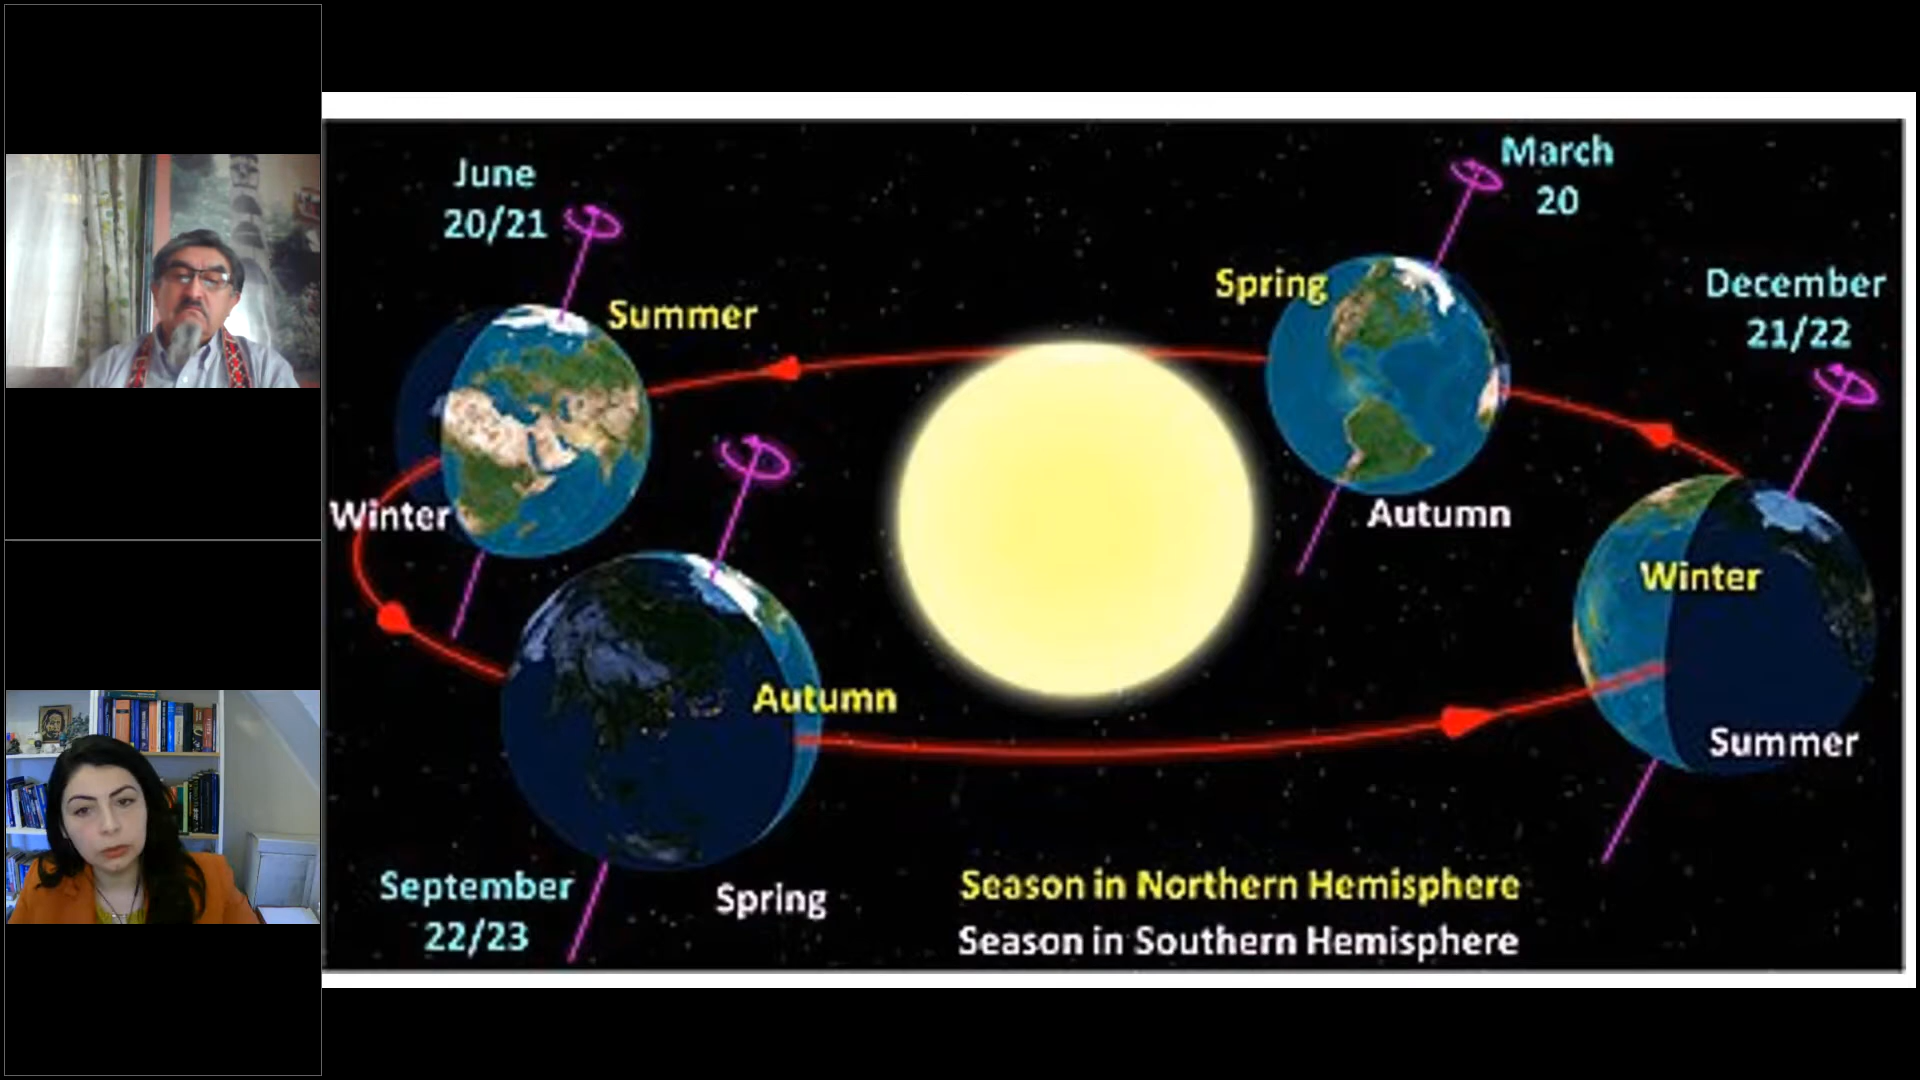 June
20/21
Summer
Winter
March
20
Spring
Autumn
December
21/22
Winter
Summer
Autumn
September
22/23
Spring
Season in Northern Hemisphere
Season in Southern Hemisphere